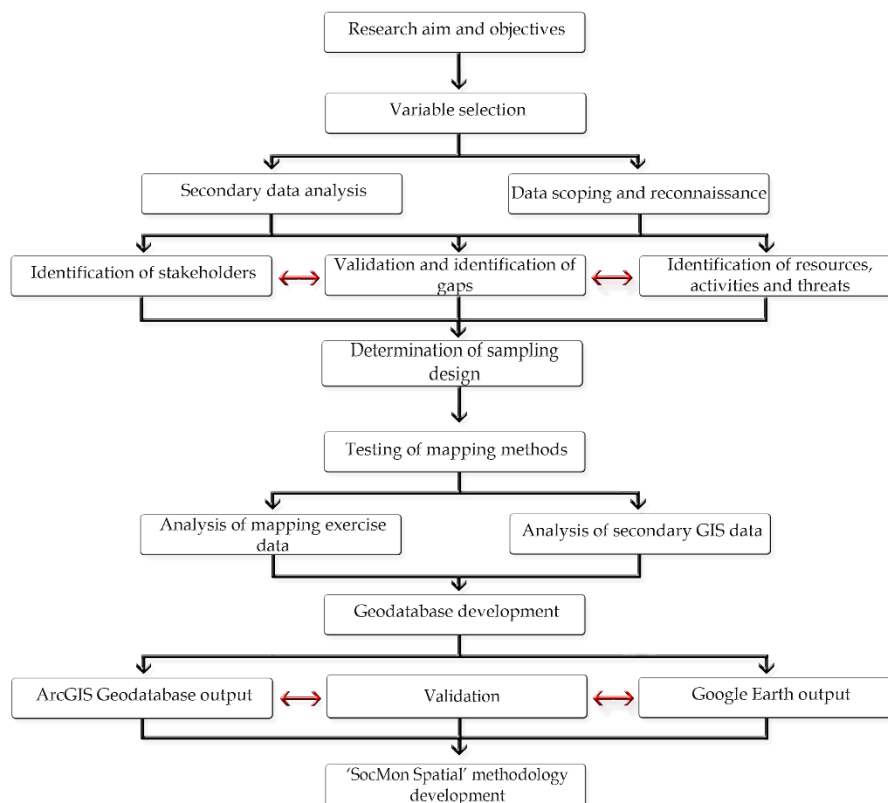 Research aim and objectives
Variable selection
Secondary data analysis
Data scoping and reconnaissance
Identification of stakeholders
Validation and identification of
gaps
Identification of resources,
activities and threats
Determination of sampling
design
Testing of mapping methods
Analysis of mapping exercise
data
Analysis of secondary GIS data
Geodatabase development
ArcGIS Geodatabase output
Validation
Google Earth output
‘SocMon Spatial’ methodology
development